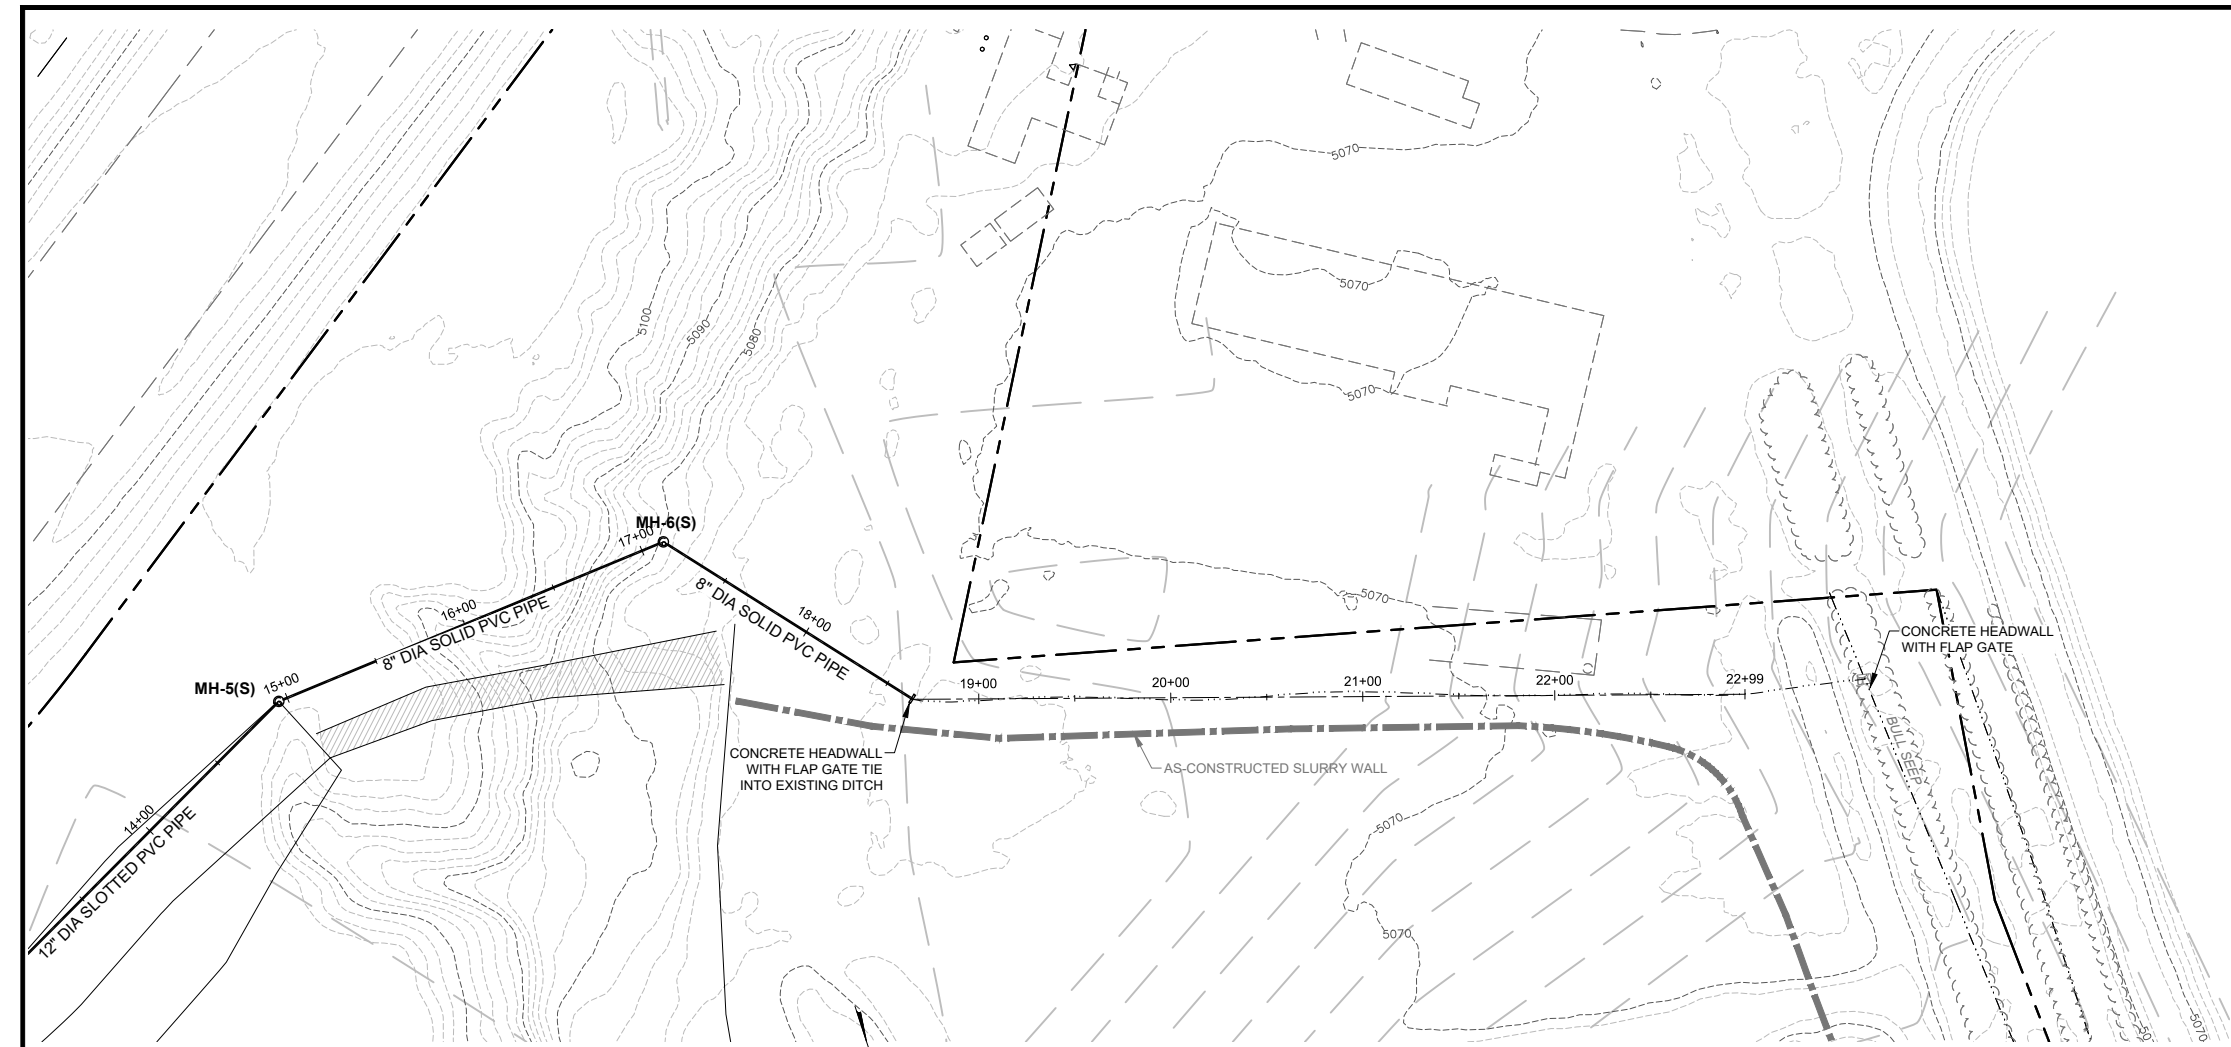 5070
5070
5070
5100
5090
5080
MH-6(S)
17+00
8" DIA SOLID PVC PIPE
18+00
16+00
8" DIA SOLID PVC PIPE
MH-5(S)
15+00
14+00
12" DIA SLOTTED PVC PIPE
5070
19+00
20+00
21+00
22+00
22+99
CONCRETE HEADWALL
WITH FLAP GATE
CONCRETE HEADWALL
WITH FLAP GATE TIE
INTO EXISTING DITCH
AS-CONSTRUCTED SLURRY WALL
BULL SEEP
5070
5070
5070